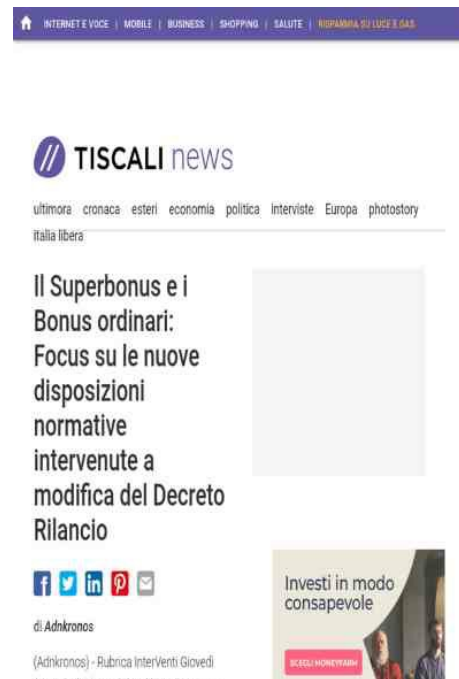 INTERNET E VOCE | MOBILE | BUSINESS | SHOPPING | SALUTE | RISPARMIA SU LUCE E GAS
TISCALI news
ultimora cronaca esteri economia politica interviste Europa photostory
italia libera
Il Superbonus e i
Bonus ordinari:
Focus su le nuove
disposizioni
normative
intervenute a
modifica del Decreto
Rilancio
di Adnkronos
(Adnkronos) - Rubrica InterVenti Giovedì
Investi in modo
consapevole
SCEGLI HONEYFARM